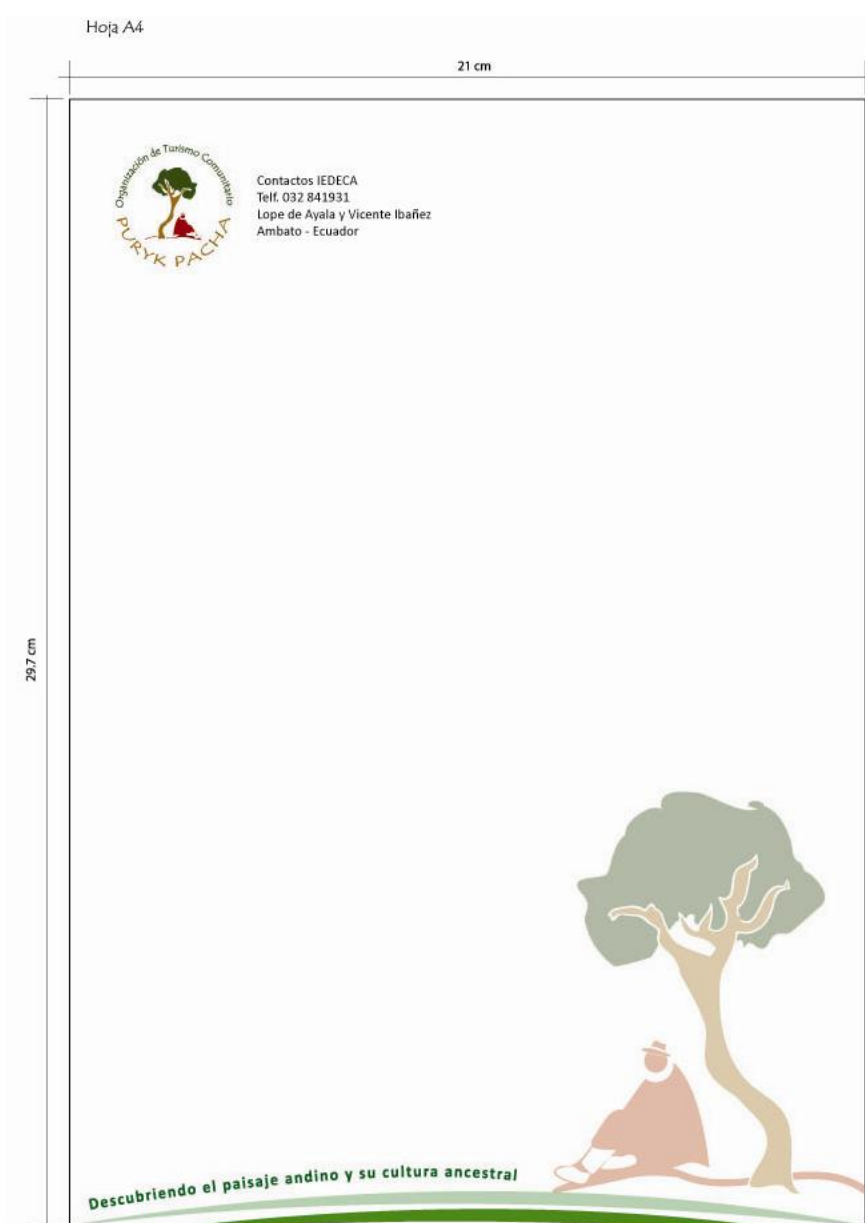 Hoja A4
21 cm
Organización de Turismo Comunitario
PURYK PACHA
Contactos IEDECA
Telf. 032 841931
Lope de Ayala y Vicente Ibañez
Ambato - Ecuador
29.7 cm
Descubriendo el paisaje andino y su cultura ancestral